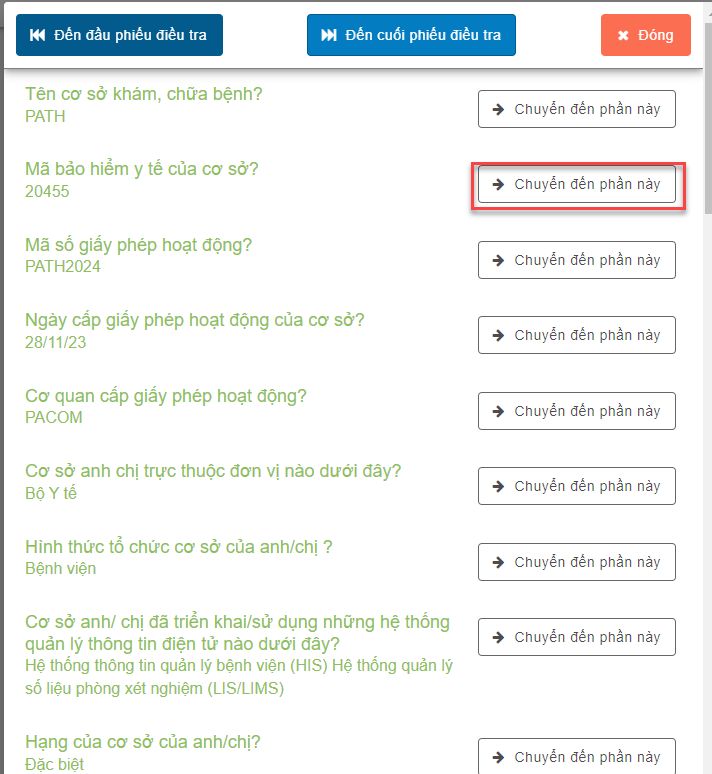 Đến đầu phiếu điều tra
Đến cuối phiếu điều tra
Đóng
Tên cơ sở khám, chữa bệnh?
PATH
Chuyển đến phần này
Mã bảo hiểm y tế của cơ sở?
20455
Chuyển đến phần này
Mã số giấy phép hoạt động?
PATH2024
Chuyển đến phần này
Ngày cấp giấy phép hoạt động của cơ sở?
28/11/23
Chuyển đến phần này
Cơ quan cấp giấy phép hoạt động?
PACOM
Chuyển đến phần này
Cơ sở anh chị trực thuộc đơn vị nào dưới đây?
Bộ Y tế
Chuyển đến phần này
Hình thức tổ chức cơ sở của anh/chị ?
Bệnh viện
Chuyển đến phần này
Cơ sở anh/ chị đã triển khai/sử dụng những hệ thống
quản lý thông tin điện tử nào dưới đây?
Hệ thống thông tin quản lý bệnh viện (HIS) Hệ thống quản lý
số liệu phòng xét nghiệm (LIS/LIMS)
Chuyển đến phần này
Hạng của cơ sở của anh/chị?
Đặc biệt
Chuyển đến phần này